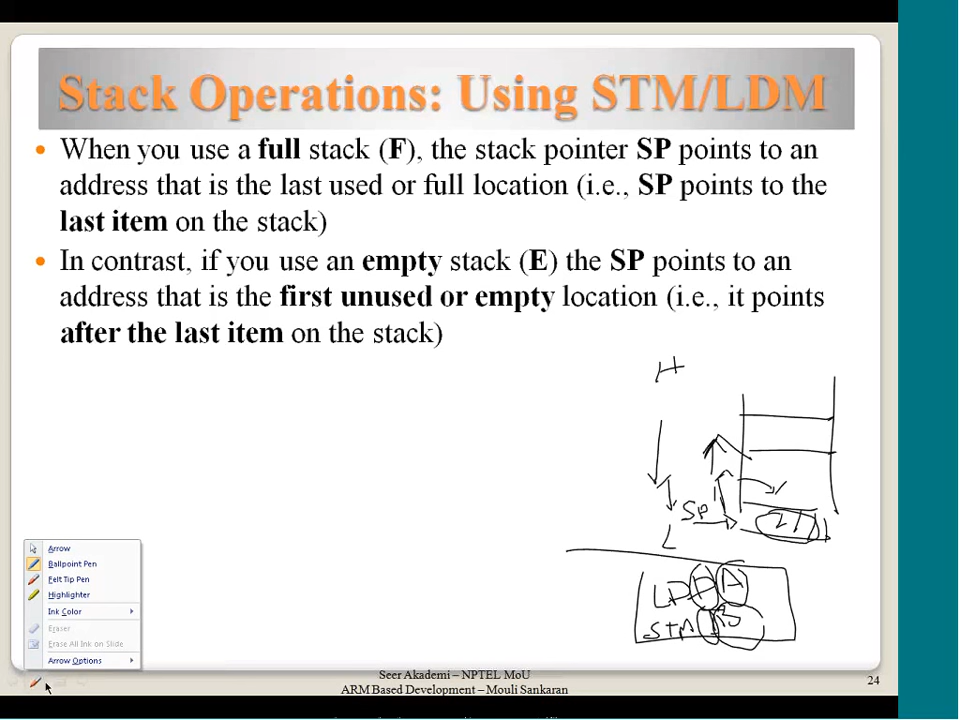 Stack Operations: Using STM/LDM
• When you use a full stack (F), the stack pointer SP points to an
address that is the last used or full location (i.e., SP points to the
last item on the stack)
• In contrast, if you use an empty stack (E) the SP points to an
address that is the first unused or empty location (i.e., it points
after the last item on the stack)
H
SP
L
Arrow
Ballpoint Pen
Felt Tip Pen
Highlighter
Ink Color
Eraser
Erase All Ink on Slide
Arrow Options
Seer Akademi – NPTEL MoU
ARM Based Development – Mouli Sankaran
24